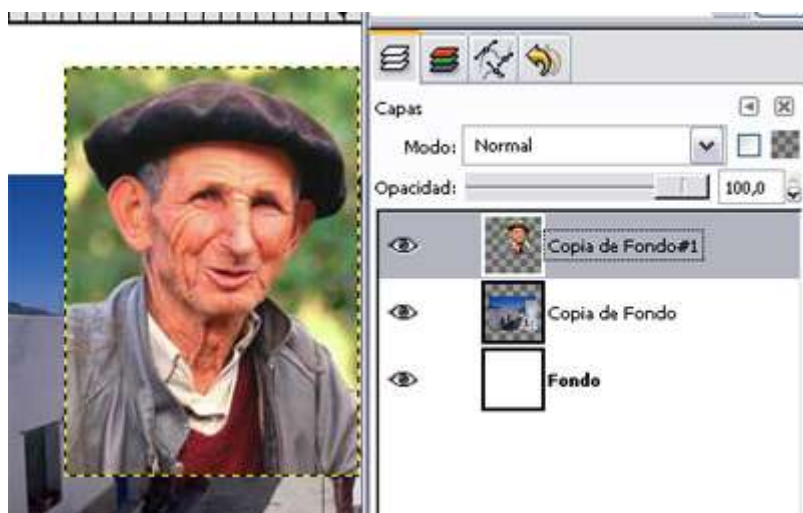 Capas
Modo: Normal
Opacidad: 100,0
Copia de Fondo#1
Copia de Fondo
Fondo